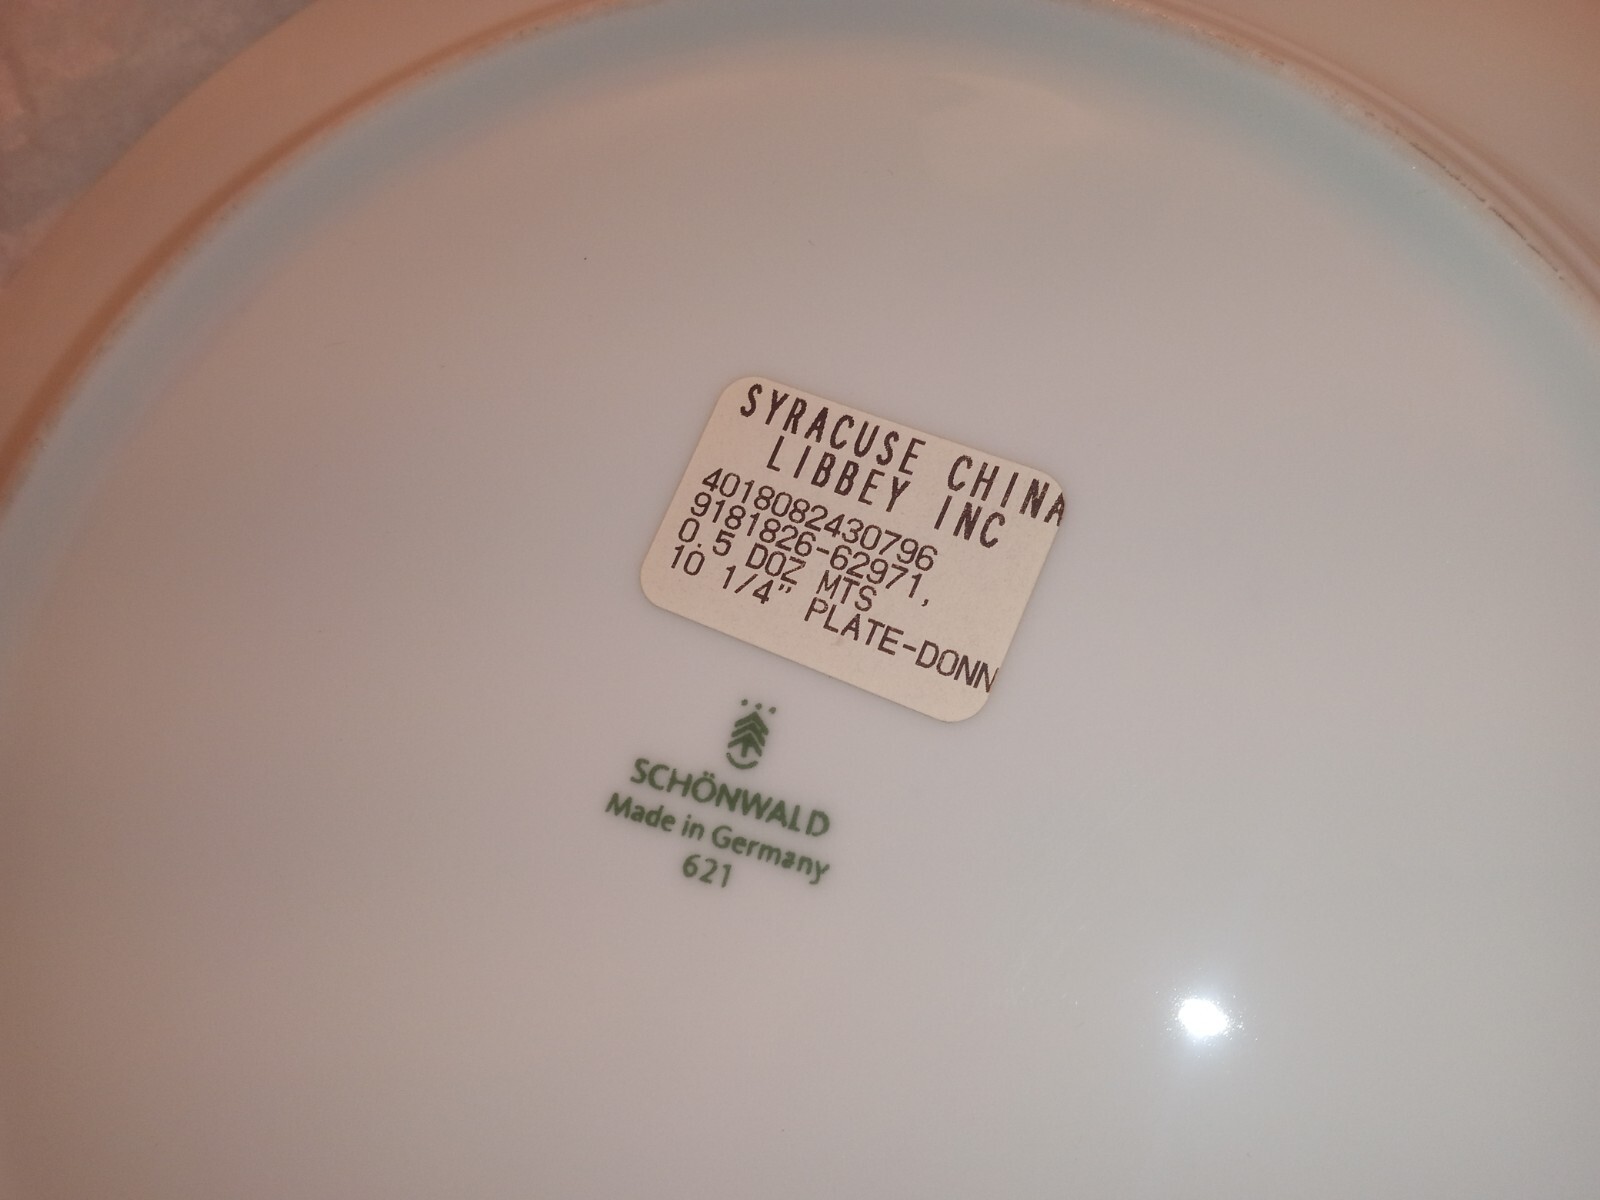 SYRACUSE CHINA
LIBBEY INC
4018082430796
9181826-62971,
0.5 DOZ MTS
10 1/4" PLATE-DONN
SCHÖNWALD
Made in Germany
621